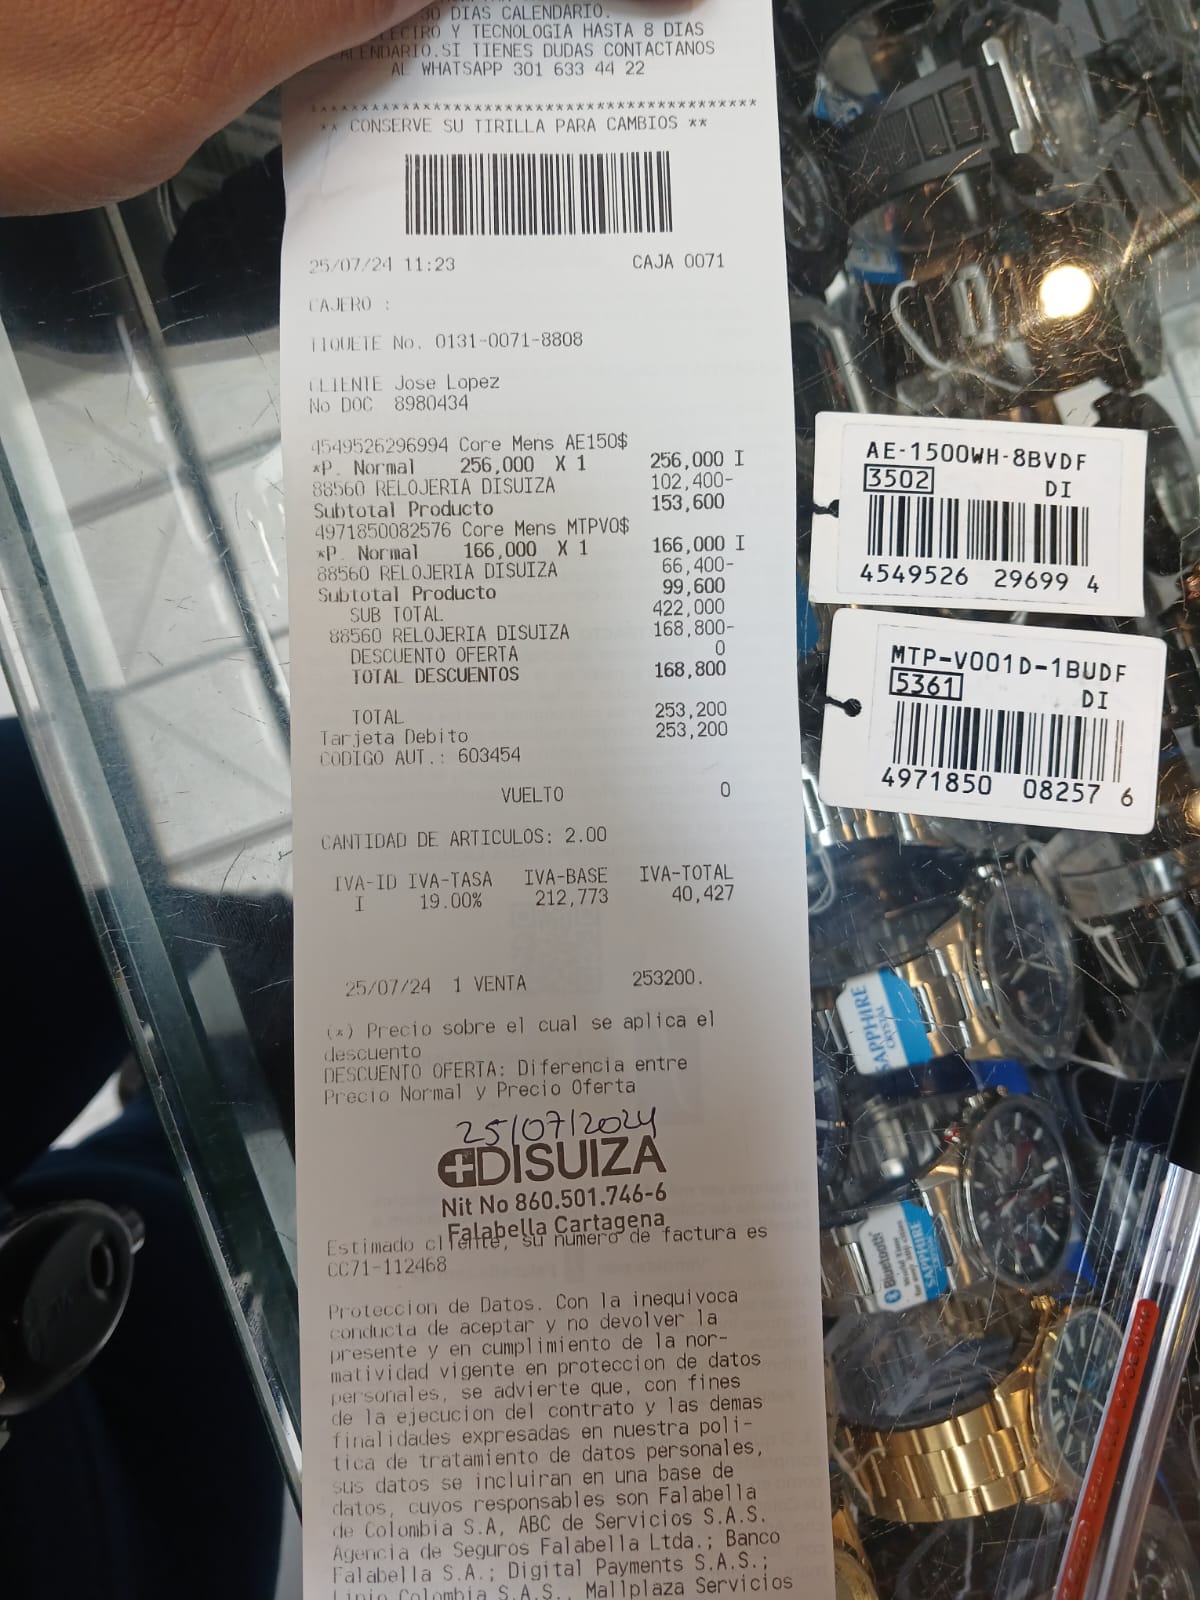 30 DIAS CALENDARIO.
ELECTRO Y TECNOLOGIA HASTA 8 DIAS
CALENDARIO.SI TIENES DUDAS CONTACTANOS
AL WHATSAPP 301 633 44 22
** CONSERVE SU TIRILLA PARA CAMBIOS **
25/07/24 11:23 CAJA 0071
CAJERO :
TIQUETE No. 0131-0071-8808
CLIENTE Jose Lopez
No DOC 8980434
4549526296994 Core Mens AE150$
*P. Normal 256,000 X 1 256,000 I
88560 RELOJERIA DISUIZA 102,400-
Subtotal Producto 153,600
4971850082576 Core Mens MTPV0$
*P. Normal 166,000 X 1 166,000 I
88560 RELOJERIA DISUIZA 66,400-
Subtotal Producto 99,600
SUB TOTAL 422,000
88560 RELOJERIA DISUIZA 168,800-
DESCUENTO OFERTA 0
TOTAL DESCUENTOS 168,800
TOTAL 253,200
Tarjeta Debito 253,200
CODIGO AUT.: 603454
VUELTO 0
CANTIDAD DE ARTICULOS: 2.00
IVA-ID IVA-TASA IVA-BASE IVA-TOTAL
I 19.00% 212,773 40,427
25/07/24 1 VENTA 253200.
(*) Precio sobre el cual se aplica el
descuento
DESCUENTO OFERTA: Diferencia entre
Precio Normal y Precio Oferta
25/07/2024
DISUIZA
Nit No 860.501.746-6
Falabella Cartagena
Estimado cliente, su numero de factura es
CC71-112468
Proteccion de Datos. Con la inequivoca
conducta de aceptar y no devolver la
presente y en cumplimiento de la nor-
matividad vigente en proteccion de datos
personales, se advierte que, con fines
de la ejecucion del contrato y las demas
finalidades expresadas en nuestra poli-
tica de tratamiento de datos personales,
sus datos se incluiran en una base de
datos, cuyos responsables son Falabella
de Colombia S.A, ABC de Servicios S.A.S.
Agencia de Seguros Falabella Ltda.; Banco
Falabella S.A.; Digital Payments S.A.S.;
Linio Colombia S.A.S., Mallplaza Servicios
AE-1500WH-8BVDF
3502 DI
4549526 29699 4
MTP-V001D-1BUDF
5361 DI
4971850 08257 6
SAPPHIRE
CRYSTAL
Bluetooth
SAPPHIRE